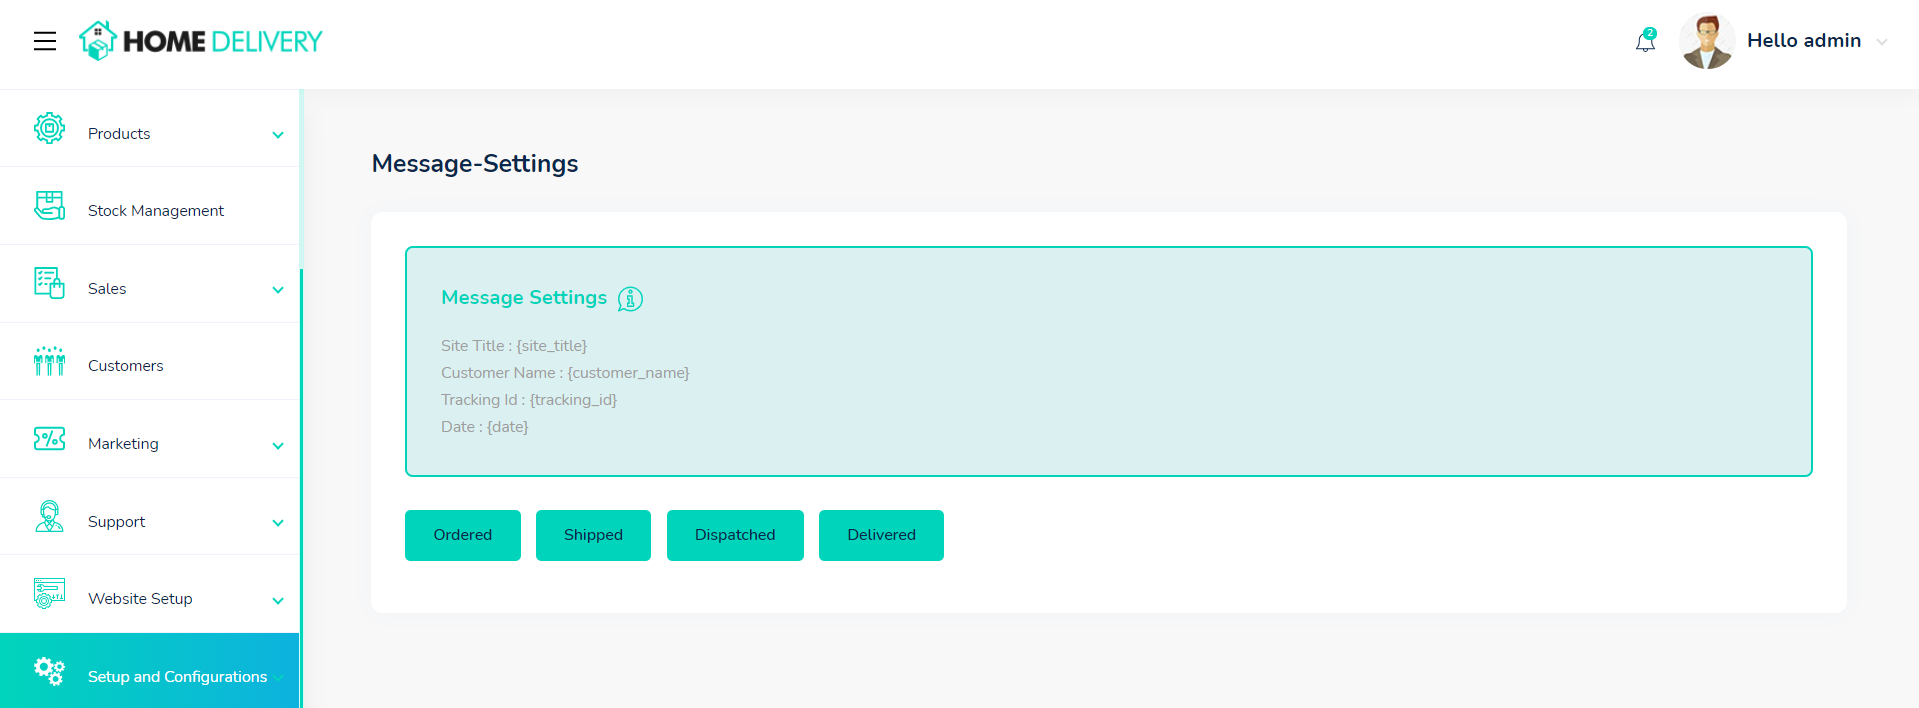 HOME DELIVERY
2
Hello admin
Products
Stock Management
Sales
Customers
Marketing
Support
Website Setup
Setup and Configurations
Message-Settings
Message Settings
Site Title : {site_title}
Customer Name : {customer_name}
Tracking Id : {tracking_id}
Date : {date}
Ordered
Shipped
Dispatched
Delivered